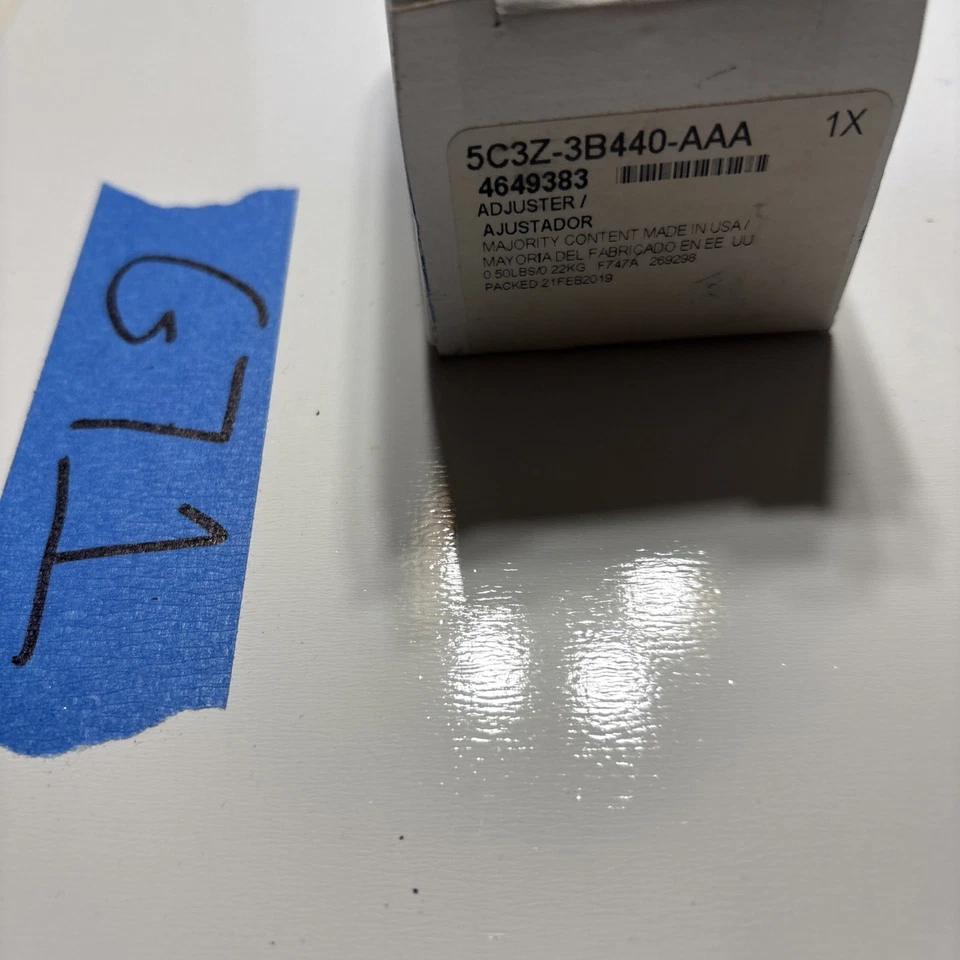 5C3Z-3B440-AAA
1X
4649383
ADJUSTER /
AJUSTADOR
MAJORITY CONTENT MADE IN USA /
MAYORIA DEL FABRICADO EN EE UU
0.50LBS/0.22KG F747A 269298
PACKED 21FEB2019
G71